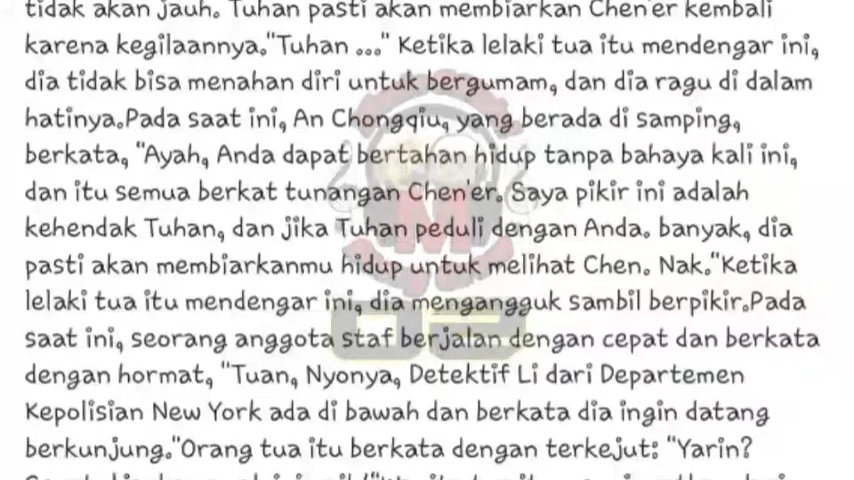 tidak akan jauh. Tuhan pasti akan membiarkan Chen'er kembali
karena kegilaannya."Tuhan ..." Ketika lelaki tua itu mendengar ini,
dia tidak bisa menahan diri untuk bergumam, dan dia ragu di dalam
hatinya.Pada saat ini, An Chongqiu, yang berada di samping,
berkata, "Ayah, Anda dapat bertahan hidup tanpa bahaya kali ini,
dan itu semua berkat tunangan Chen'er. Saya pikir ini adalah
kehendak Tuhan, dan jika Tuhan peduli dengan Anda. banyak, dia
pasti akan membiarkanmu hidup untuk melihat Chen. Nak."Ketika
lelaki tua itu mendengar ini, dia mengangguk sambil berpikir.Pada
saat ini, seorang anggota staf berjalan dengan cepat dan berkata
dengan hormat, "Tuan, Nyonya, Detektif Li dari Departemen
Kepolisian New York ada di bawah dan berkata dia ingin datang
berkunjung."Orang tua itu berkata dengan terkejut: "Yarin?